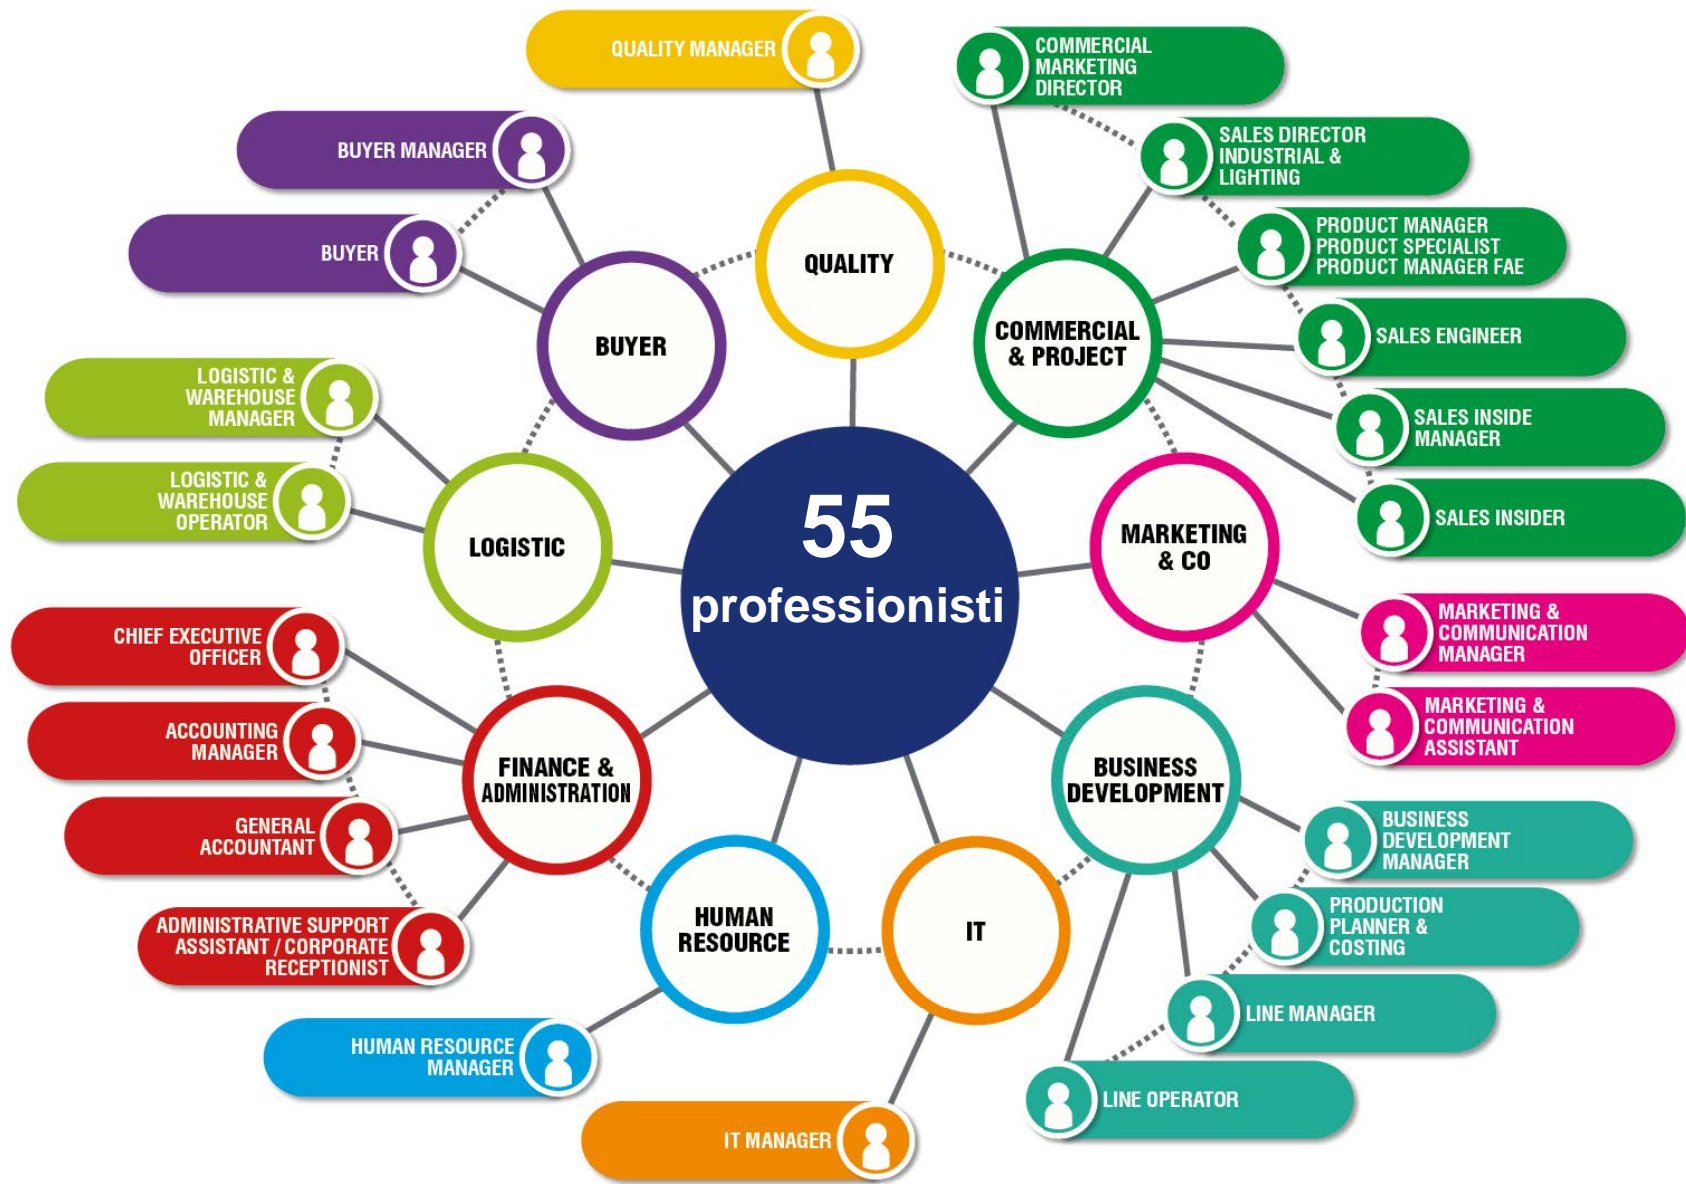 QUALITY MANAGER
COMMERCIAL
MARKETING
DIRECTOR
BUYER MANAGER
SALES DIRECTOR
INDUSTRIAL &
LIGHTING
BUYER
PRODUCT MANAGER
PRODUCT SPECIALIST
PRODUCT MANAGER FAE
QUALITY
BUYER
COMMERCIAL
& PROJECT
SALES ENGINEER
LOGISTIC &
WAREHOUSE
MANAGER
SALES INSIDE
MANAGER
LOGISTIC &
WAREHOUSE
OPERATOR
SALES INSIDER
LOGISTIC
55
professionisti
MARKETING
& CO
CHIEF EXECUTIVE
OFFICER
MARKETING &
COMMUNICATION
MANAGER
ACCOUNTING
MANAGER
MARKETING &
COMMUNICATION
ASSISTANT
FINANCE &
ADMINISTRATION
BUSINESS
DEVELOPMENT
GENERAL
ACCOUNTANT
BUSINESS
DEVELOPMENT
MANAGER
ADMINISTRATIVE SUPPORT
ASSISTANT / CORPORATE
RECEPTIONIST
HUMAN
RESOURCE
IT
PRODUCTION
PLANNER &
COSTING
LINE MANAGER
HUMAN RESOURCE
MANAGER
LINE OPERATOR
IT MANAGER